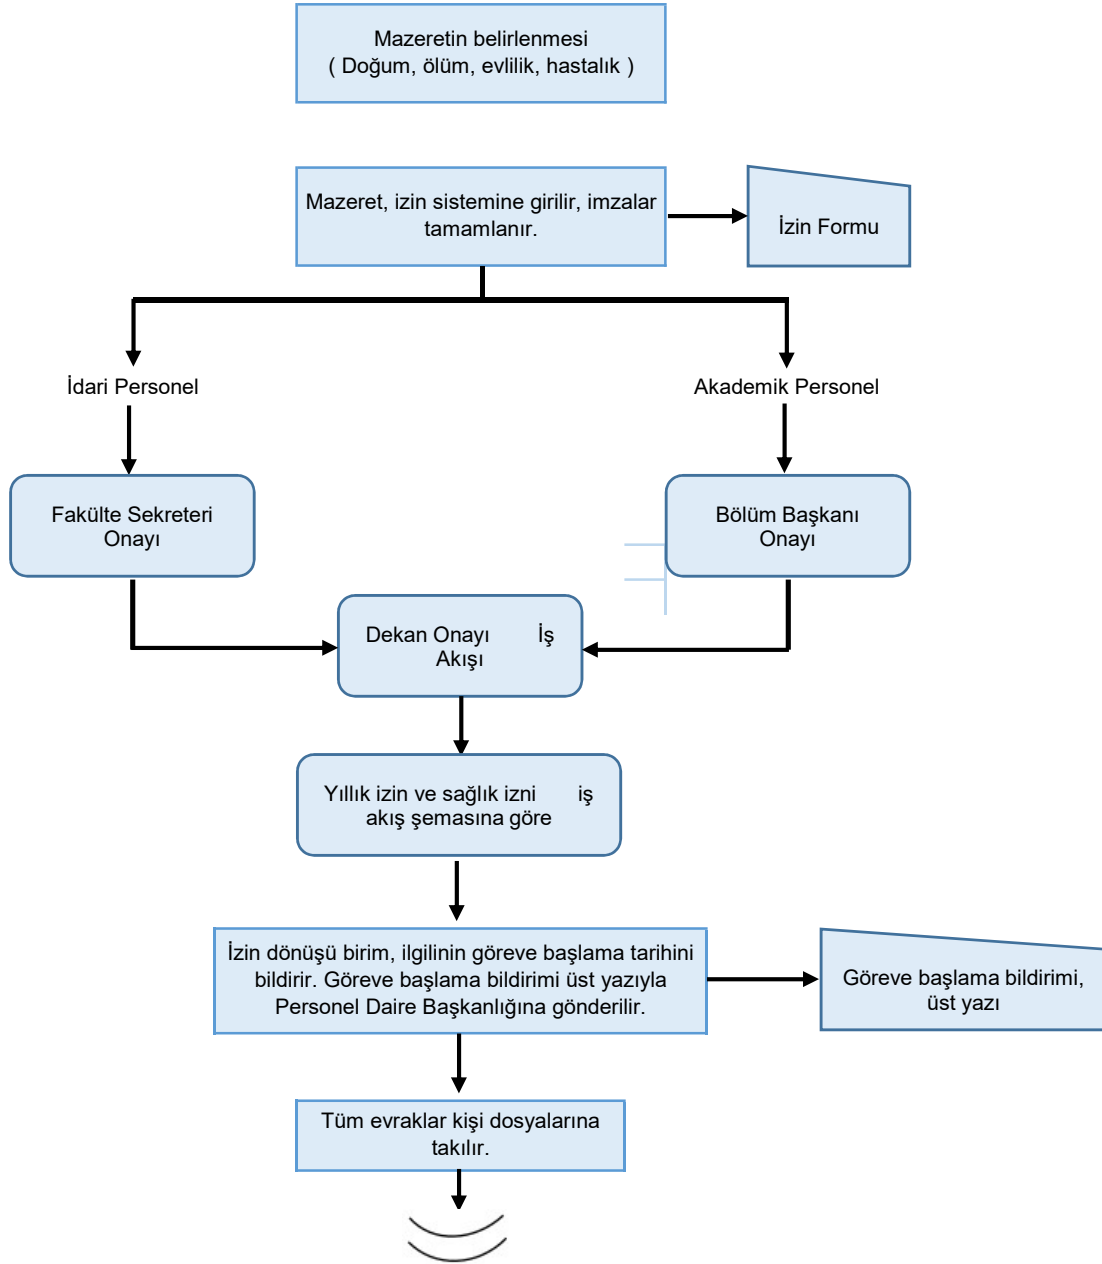 Mazeretin belirlenmesi
( Doğum, ölüm, evlilik, hastalık )
Mazeret, izin sistemine girilir, imzalar
tamamlanır.
İzin Formu
İdari Personel
Akademik Personel
Fakülte Sekreteri
Onayı
Bölüm Başkanı
Onayı
Dekan Onayı İş
Akışı
Yıllık izin ve sağlık izni iş
akış şemasına göre
İzin dönüşü birim, ilgilinin göreve başlama tarihini
bildirir. Göreve başlama bildirimi üst yazıyla
Personel Daire Başkanlığına gönderilir.
Göreve başlama bildirimi,
üst yazı
Tüm evraklar kişi dosyalarına
takılır.